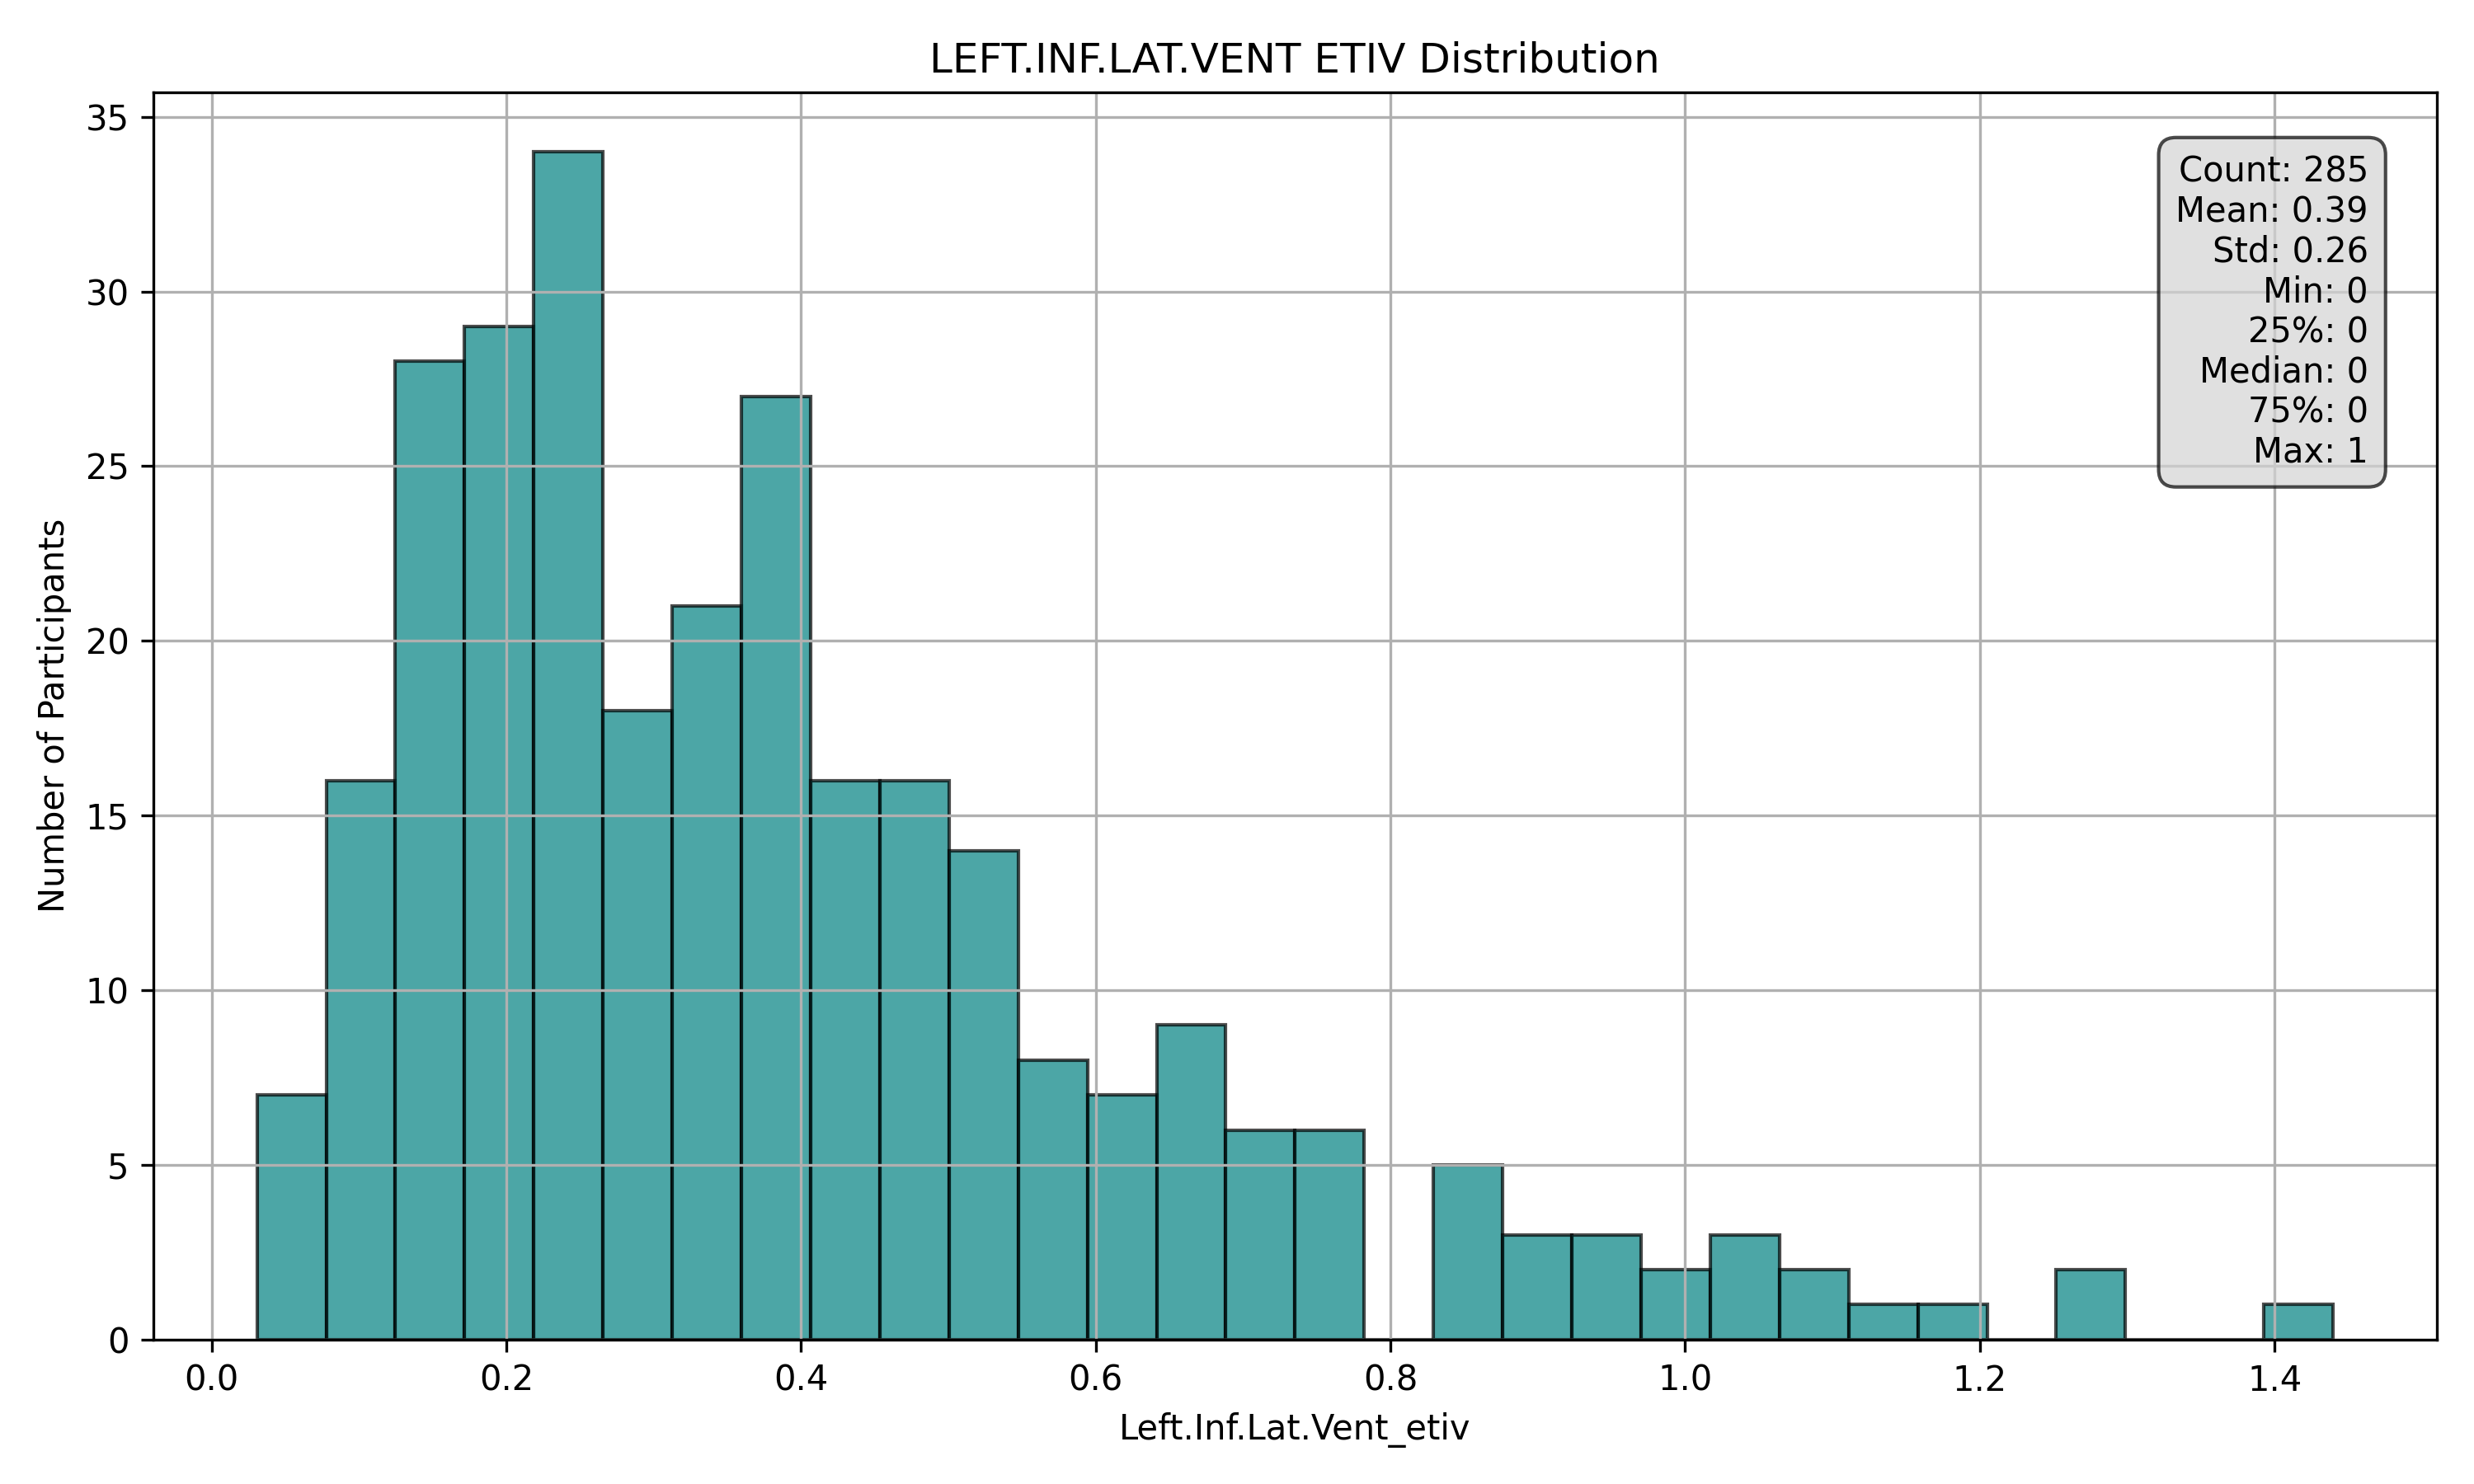 LEFT.INF.LAT.VENT ETIV Distribution
35
30
25
20
15
10
5
0
Number of Participants
Count: 285
Mean: 0.39
Std: 0.26
Min: 0
25%: 0
Median: 0
75%: 0
Max: 1
0.0 0.2 0.4 0.6 0.8 1.0 1.2 1.4
Left.Inf.Lat.Vent_etiv